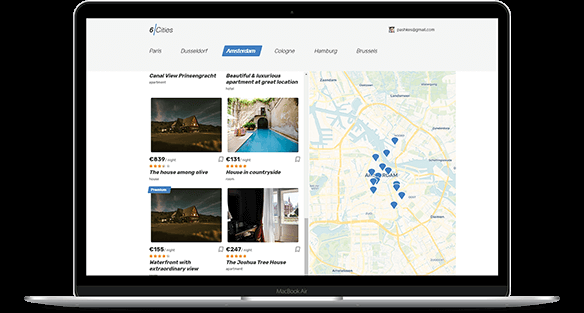 6 Cities
pashkov@gmail.com
Paris
Dusseldorf
Amsterdam
Cologne
Hamburg
Brussels
Canal View Prinsengracht
apartment
Beautiful & luxurious
apartment at great location
hotel
€839 / night
The house among olive
house
€131 / night
House in countryside
room
Premium
€155 / night
Waterfront with
extraordinary view
€247 / night
The Joshua Tree House
apartment
MacBook Air